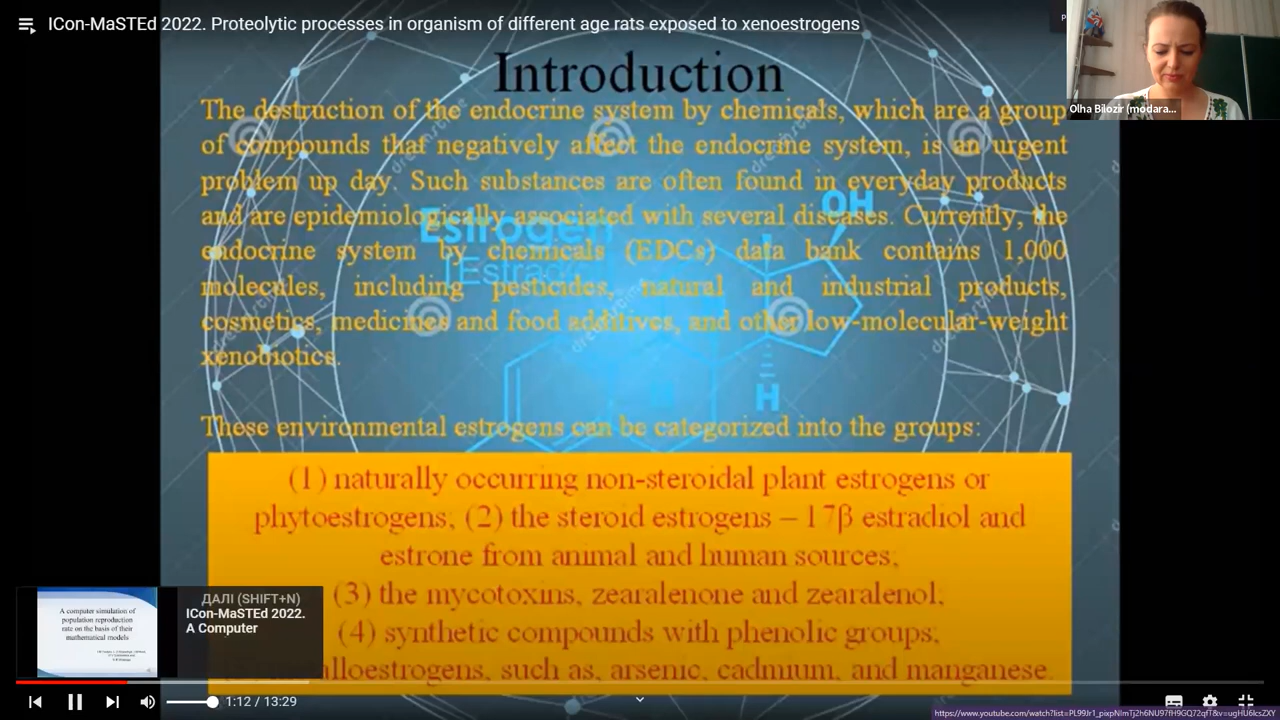 ICon-MaSTEd 2022. Proteolytic processes in organism of different age rats exposed to xenoestrogens
Olha Bilozir (modara...
Introduction
The destruction of the endocrine system by chemicals, which are a group
of compounds that negatively affect the endocrine system, is an urgent
problem up day. Such substances are often found in everyday products
and are epidemiologically associated with several diseases. Currently, the
endocrine system by chemicals (EDCs) data bank contains 1,000
molecules, including pesticides, natural and industrial products,
cosmetics, medicines and food additives, and other low-molecular-weight
xenobiotics.
OH
Estrogen
H
H
These environmental estrogens can be categorized into the groups:
(1) naturally occurring non-steroidal plant estrogens or
phytoestrogens; (2) the steroid estrogens – 17β estradiol and
estrone from animal and human sources;
(3) the mycotoxins, zearalenone and zearalenol;
(4) synthetic compounds with phenolic groups;
alloestrogens, such as, arsenic, cadmium, and manganese.
A computer simulation of
population reproduction
rate on the basis of their
mathematical models
ДАЛІ (SHIFT+N)
ICon-MaSTEd 2022.
A Computer
1:12 / 13:29